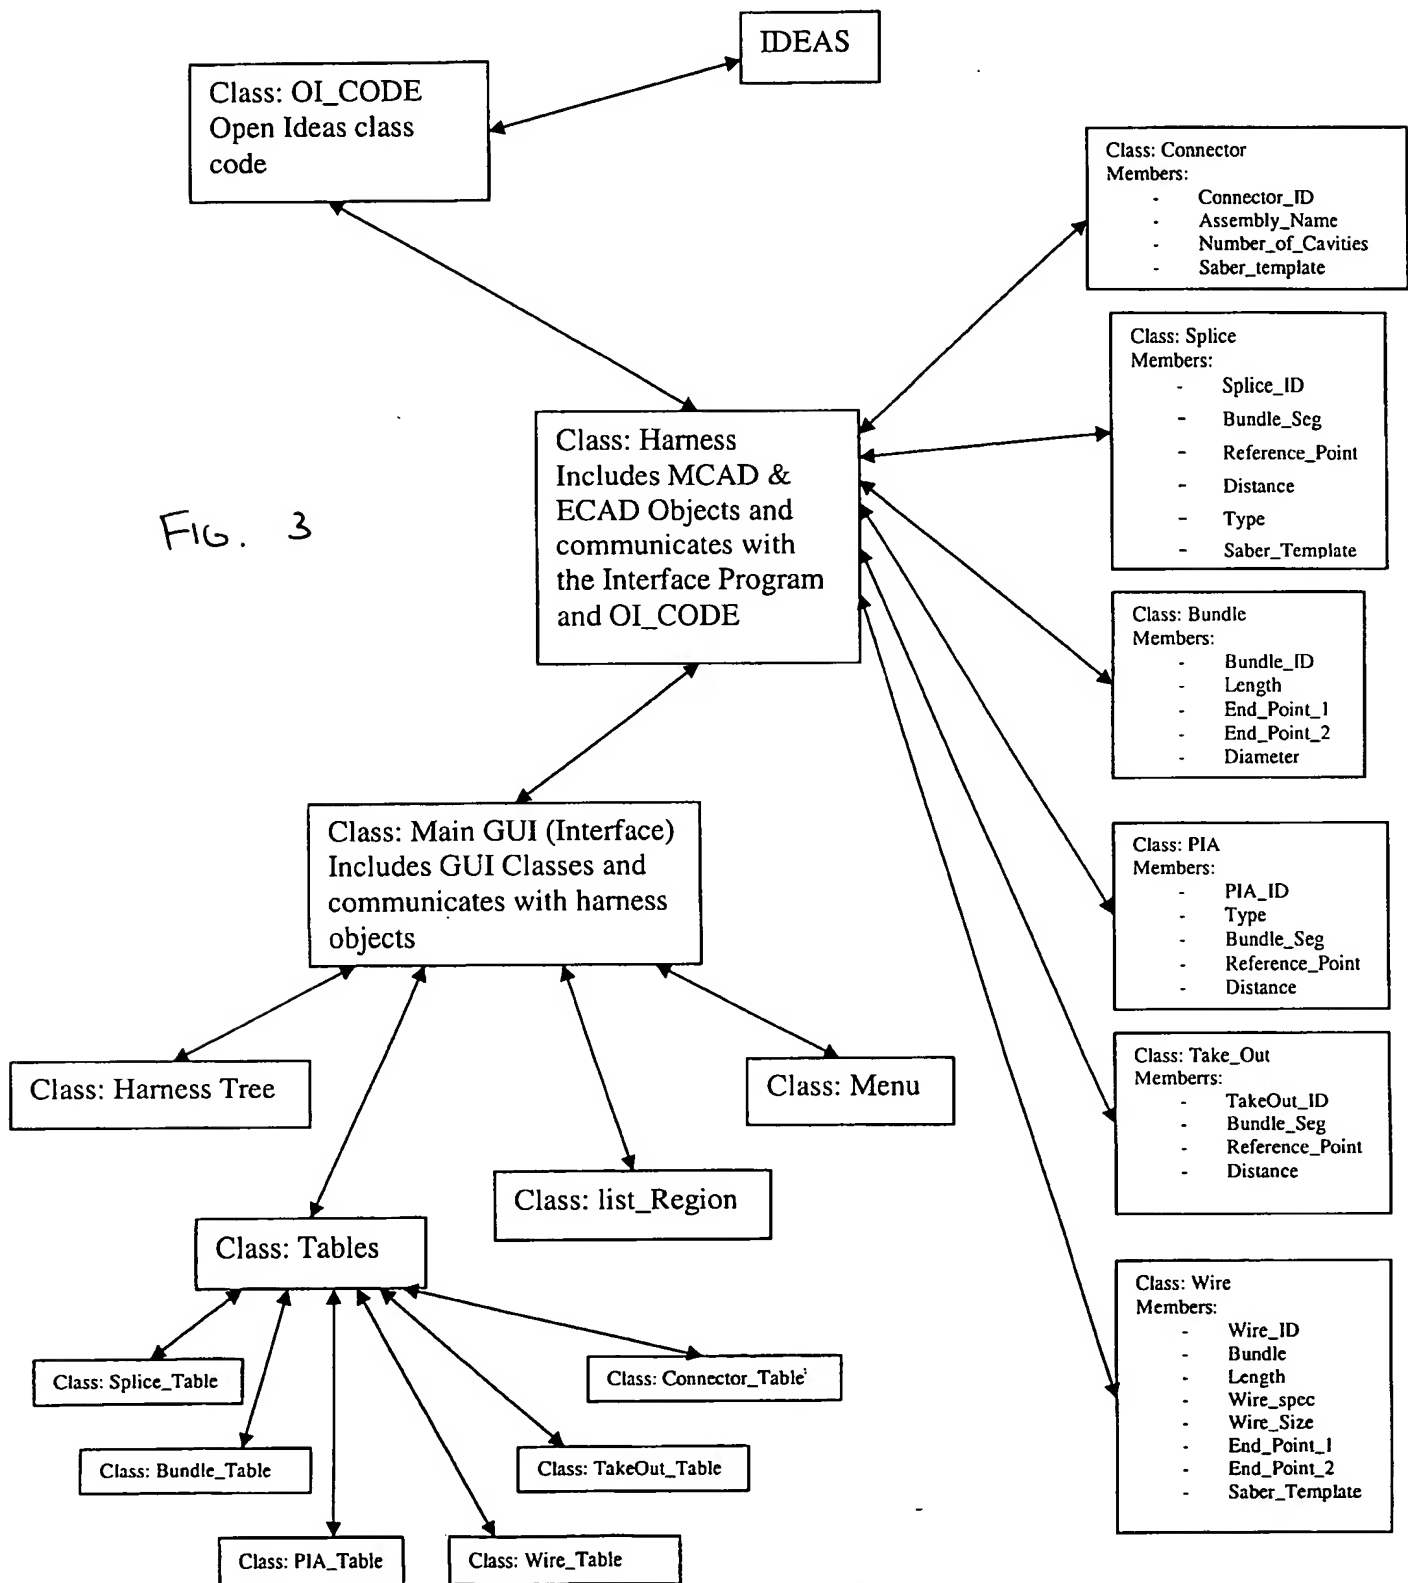 IDEAS
Class: OI_CODE
Open Ideas class
code
Class: Connector
Members:
- Connector_ID
- Assembly_Name
- Number_of_Cavities
- Saber_template
Class: Splice
Members:
- Splice_ID
- Bundle_Seg
- Reference_Point
- Distance
- Type
- Saber_Template
Class: Harness
Includes MCAD &
ECAD Objects and
communicates with
the Interface Program
and OI_CODE
FIG. 3
Class: Bundle
Members:
- Bundle_ID
- Length
- End_Point_1
- End_Point_2
- Diameter
Class: Main GUI (Interface)
Includes GUI Classes and
communicates with harness
objects
Class: PIA
Members:
- PIA_ID
- Type
- Bundle_Seg
- Reference_Point
- Distance
Class: Harness Tree
Class: Menu
Class: Take_Out
Memberrs:
- TakeOut_ID
- Bundle_Seg
- Reference_Point
- Distance
Class: list_Region
Class: Tables
Class: Wire
Members:
- Wire_ID
- Bundle
- Length
- Wire_spec
- Wire_Size
- End_Point_1
- End_Point_2
- Saber_Template
Class: Splice_Table
Class: Connector_Table
Class: Bundle_Table
Class: TakeOut_Table
Class: PIA_Table
Class: Wire_Table